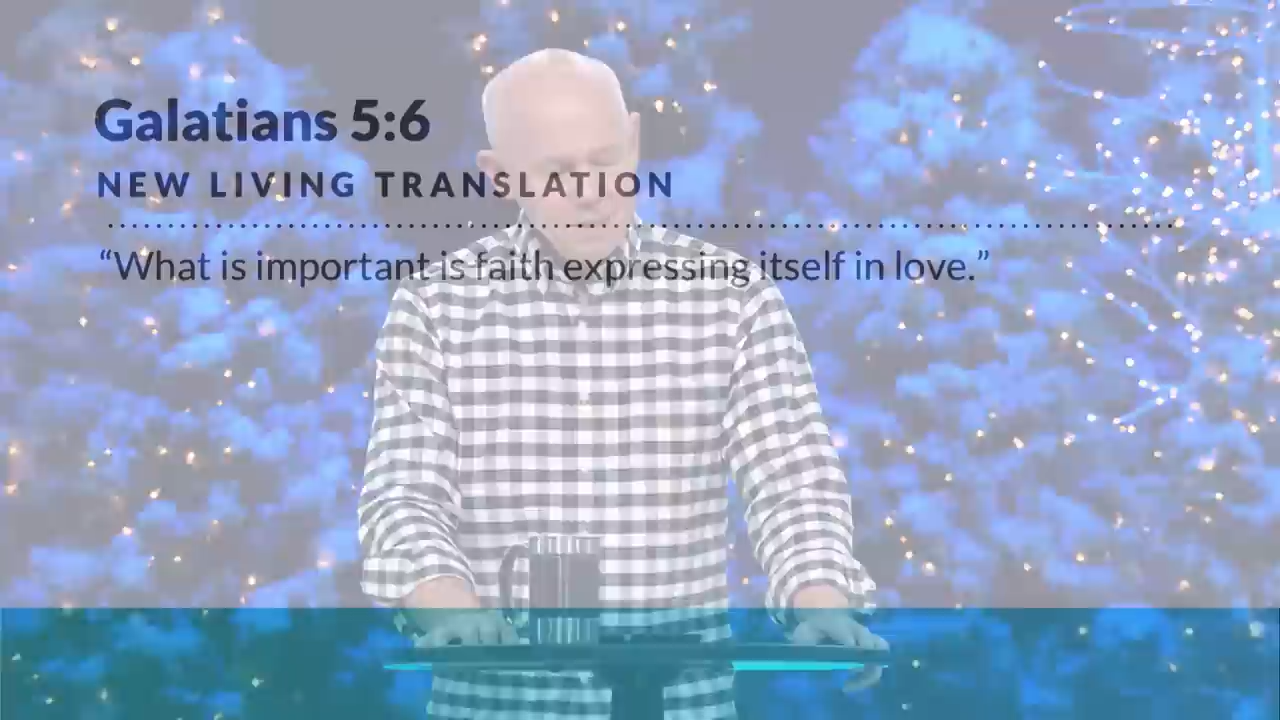 Galatians 5:6
NEW LIVING TRANSLATION
“What is important is faith expressing itself in love.”